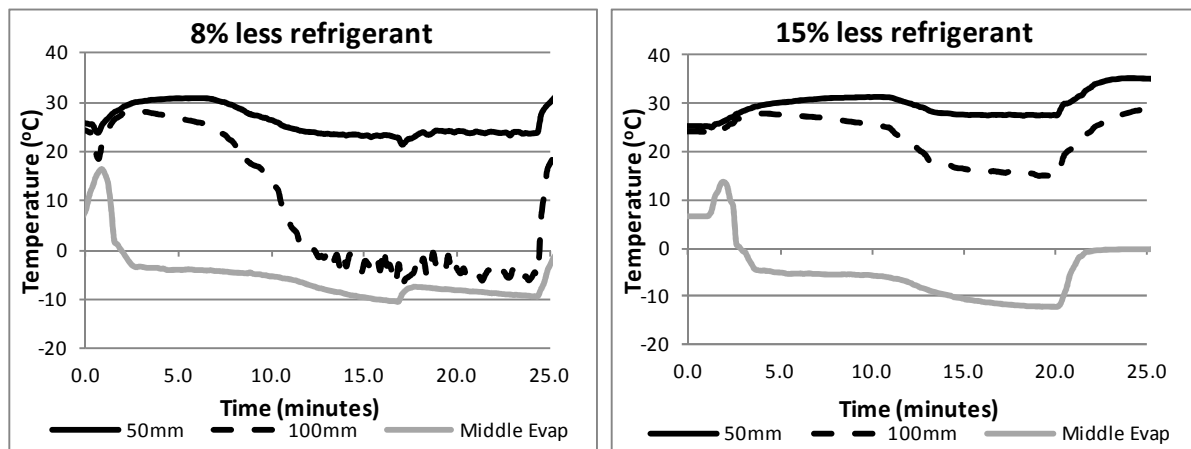 8% less refrigerant
40
30
20
10
0
-10
-20
Temperature (°C)
0.0 5.0 10.0 15.0 20.0 25.0
Time (minutes)
50mm 100mm Middle Evap
15% less refrigerant
40
30
20
10
0
-10
-20
Temperature (°C)
0.0 5.0 10.0 15.0 20.0 25.0
Time (minutes)
50mm 100mm Middle Evap